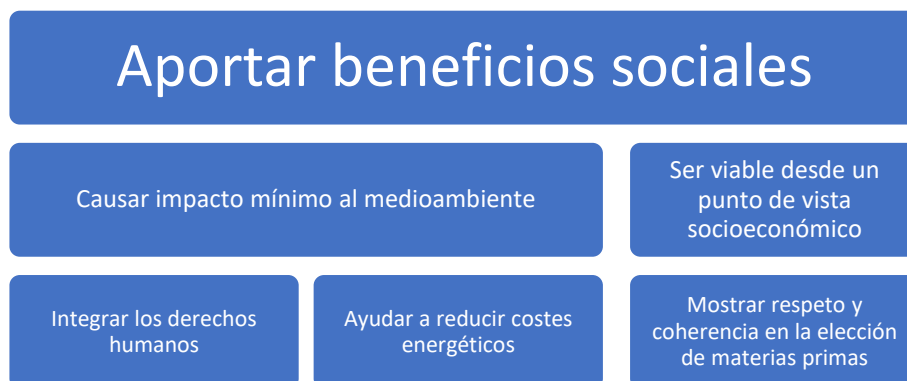 Aportar beneficios sociales
Causar impacto mínimo al medioambiente
Ser viable desde un
punto de vista
socioeconómico
Integrar los derechos
humanos
Ayudar a reducir costes
energéticos
Mostrar respeto y
coherencia en la elección
de materias primas